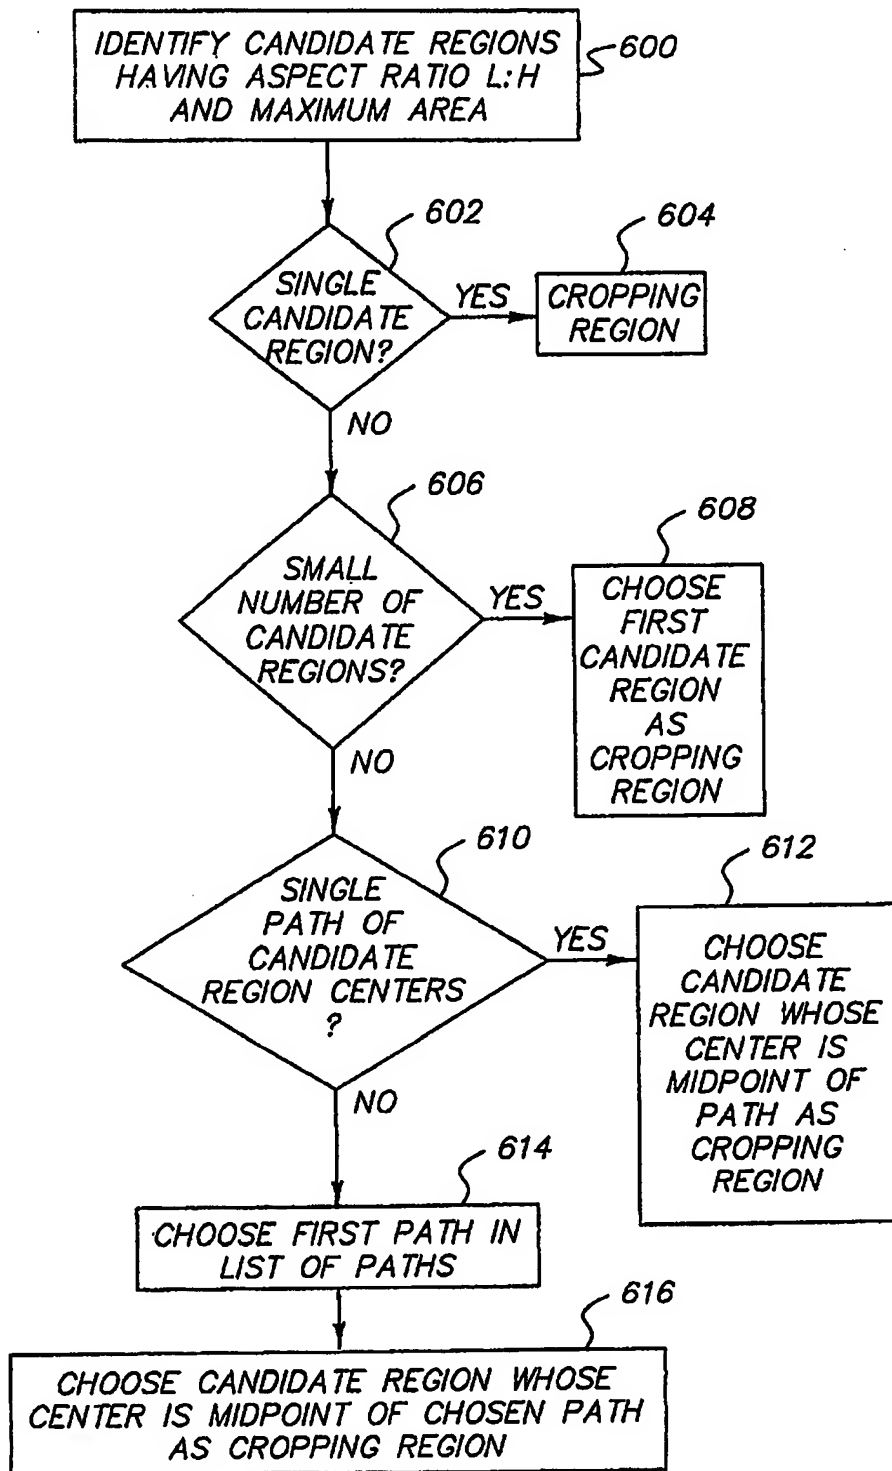 IDENTIFY CANDIDATE REGIONS
HAVING ASPECT RATIO L:H
AND MAXIMUM AREA
600
602
SINGLE
CANDIDATE
REGION?
YES
604
CROPPING
REGION
NO
606
SMALL
NUMBER OF
CANDIDATE
REGIONS?
YES
608
CHOOSE
FIRST
CANDIDATE
REGION
AS
CROPPING
REGION
NO
610
SINGLE
PATH OF
CANDIDATE
REGION CENTERS
?
YES
612
CHOOSE
CANDIDATE
REGION WHOSE
CENTER IS
MIDPOINT OF
PATH AS
CROPPING
REGION
NO
614
CHOOSE FIRST PATH IN
LIST OF PATHS
616
CHOOSE CANDIDATE REGION WHOSE
CENTER IS MIDPOINT OF CHOSEN PATH
AS CROPPING REGION